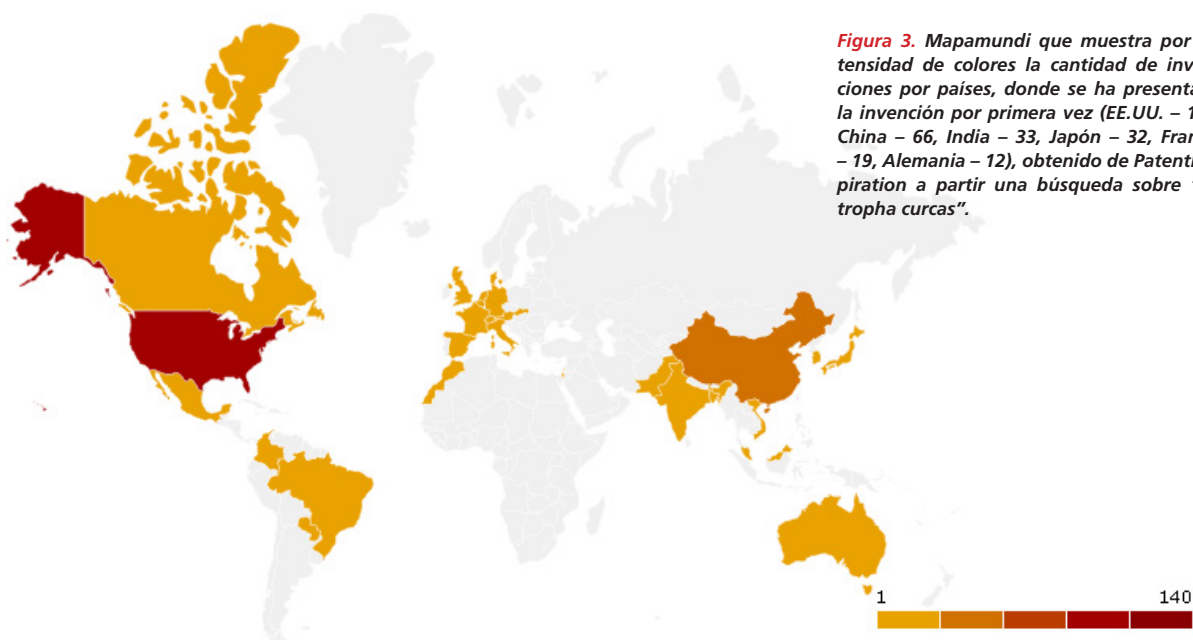 Figura 3. Mapamundi que muestra por
tensidad de colores la cantidad de inv
ciones por países, donde se ha present
la invención por primera vez (EE.UU. – 1
China – 66, India – 33, Japón – 32, Fran
– 19, Alemania – 12), obtenido de Patent
piration a partir una búsqueda sobre
tropha curcas”.
1 140